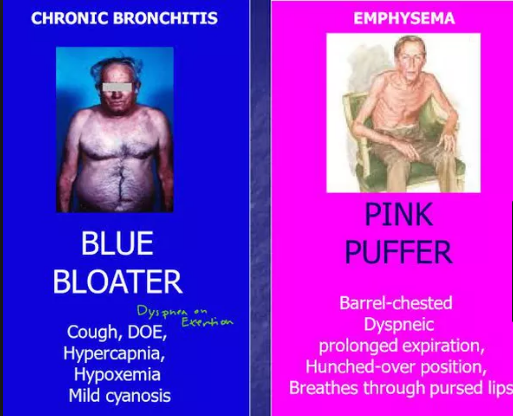 CHRONIC BRONCHITIS
BLUE
BLOATER
Dyspnea on
Exertion
Cough, DOE,
Hypercapnia,
Hypoxemia
Mild cyanosis
EMPHYSEMA
PINK
PUFFER
Barrel-chested
Dyspneic
prolonged expiration,
Hunched-over position,
Breathes through pursed lips